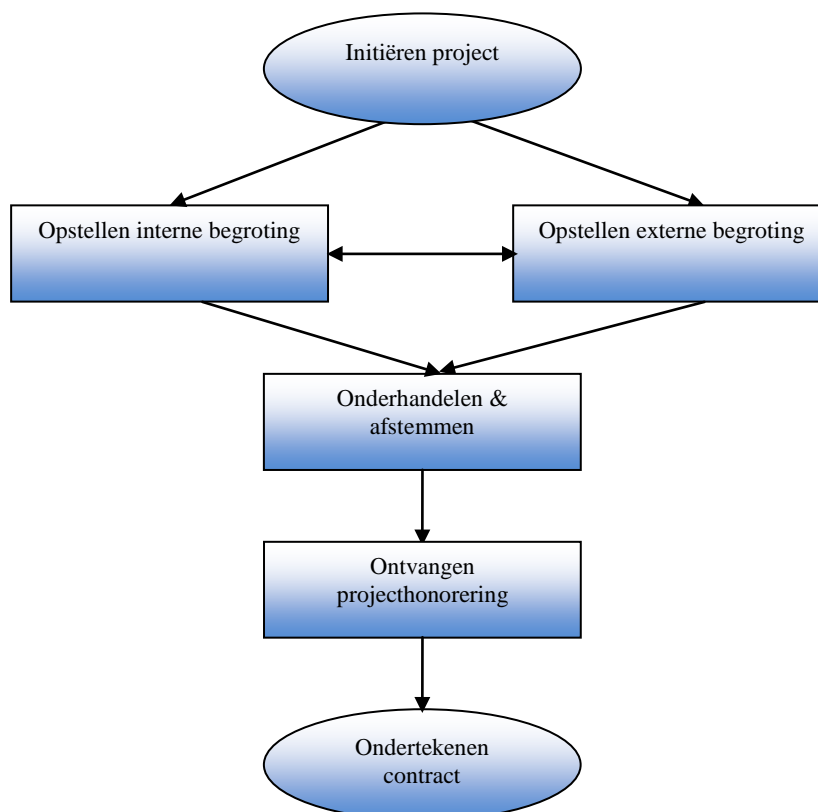 Initiëren project
Opstellen interne begroting
Opstellen externe begroting
Onderhandelen &
afstemmen
Ontvangen
projecthonorering
Ondertekenen
contract